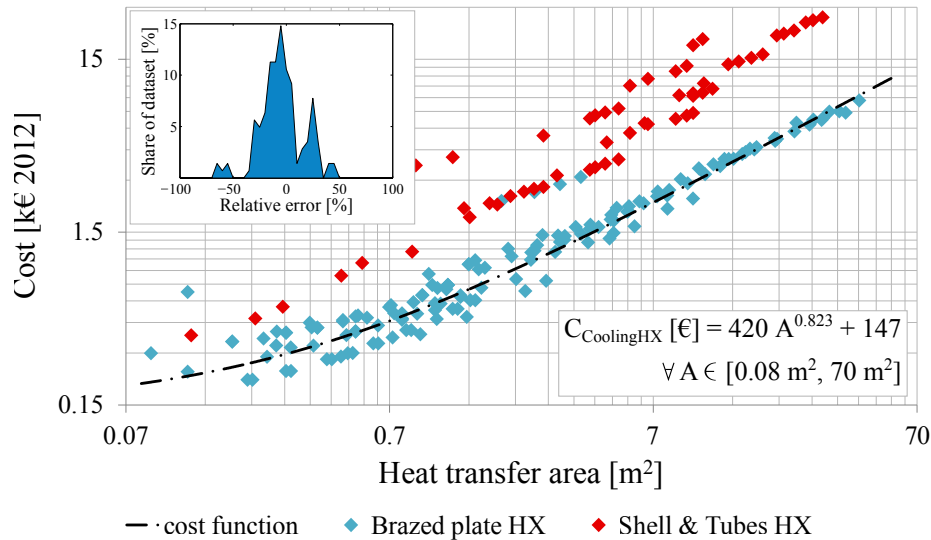 Cost [k€ 2012]
15
1.5
0.15
Share of dataset [%]
15
10
5
−100
−50
0
50
100
Relative error [%]
C_CoolingHX [€] = 420 A^0.823 + 147
∀ A ∈ [0.08 m², 70 m²]
0.07
0.7
7
70
Heat transfer area [m²]
cost function
Brazed plate HX
Shell & Tubes HX